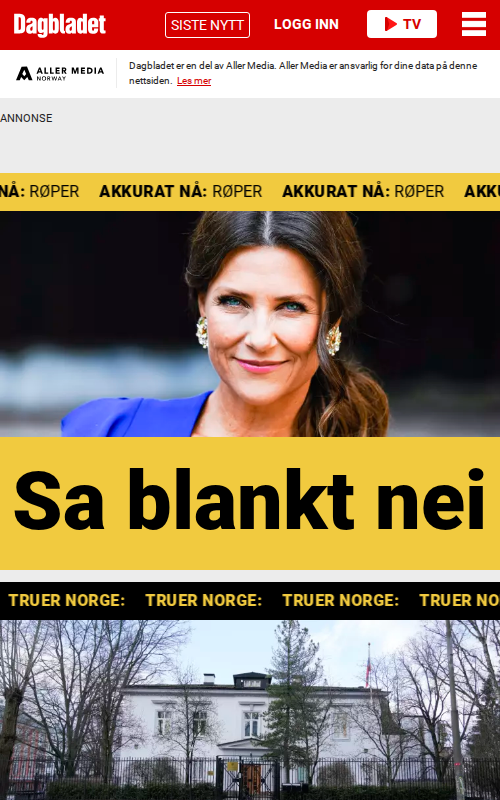 Dagbladet
SISTE NYTT
LOGG INN
TV
ALLER MEDIA
NORWAY
Dagbladet er en del av Aller Media. Aller Media er ansvarlig for dine data på denne
nettsiden. Les mer
ANNONSE
NÅ: RØPER AKKURAT NÅ: RØPER AKKURAT NÅ: RØPER AKKU
Sa blankt nei
TRUER NORGE: TRUER NORGE: TRUER NORGE: TRUER NO